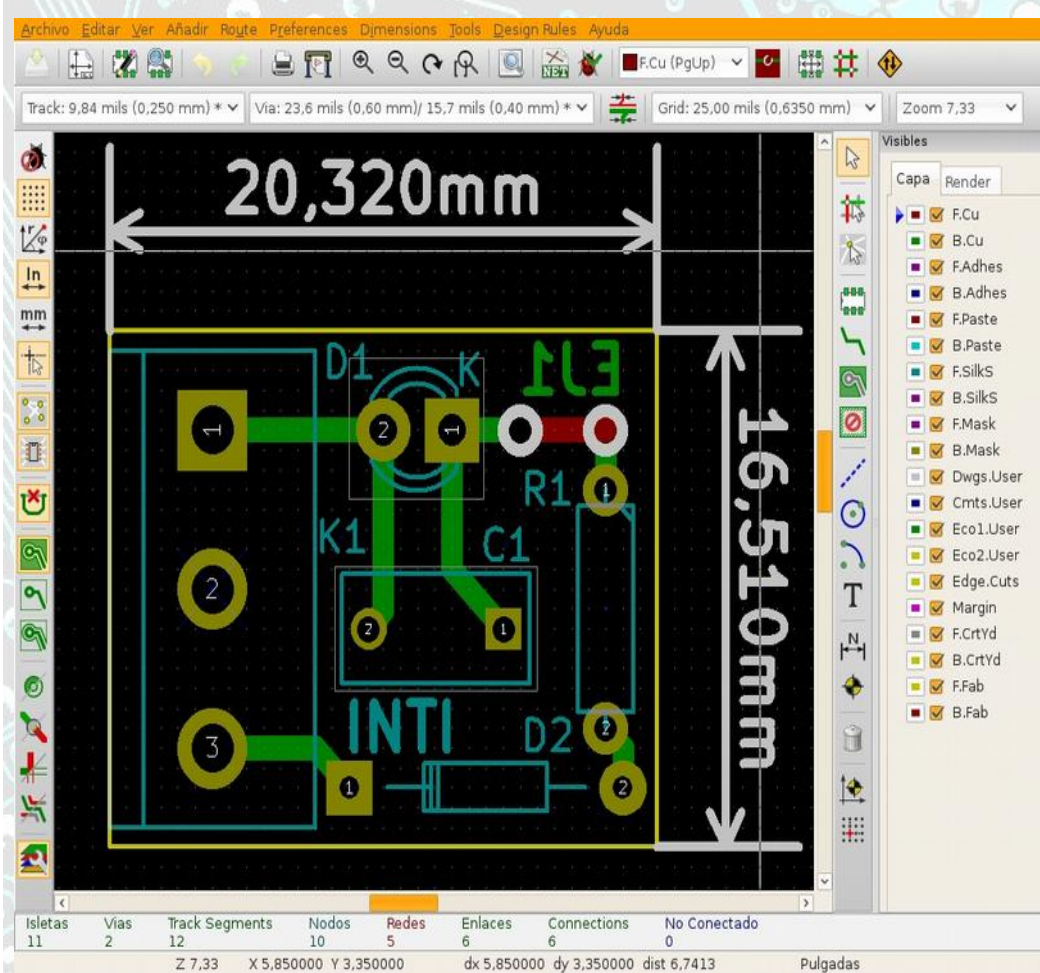 Archivo Editar Ver Añadir Route Preferences Dimensions Tools Design Rules Ayuda
NET F.Cu (PgUp)
Track: 9,84 mils (0,250 mm) * Via: 23,6 mils (0,60 mm)/ 15,7 mils (0,40 mm) * Grid: 25,00 mils (0,6350 mm) Zoom 7,33
Visibles
Capa Render
In
mm
F.Cu
B.Cu
F.Adhes
B.Adhes
F.Paste
B.Paste
F.SilkS
B.SilkS
F.Mask
B.Mask
Dwgs.User
Cmts.User
Eco1.User
Eco2.User
Edge.Cuts
Margin
F.CrtYd
B.CrtYd
F.Fab
B.Fab
T
N
20,320mm
16,510mm
D1 K EJ1
1 2 1
R1 1
K1 C1
2
2 1
INTI D2 2
3
1 2
Isletas Vias Track Segments Nodos Redes Enlaces Connections No Conectado
11 2 12 10 5 6 6 0
Z 7,33 X 5,850000 Y 3,350000 dx 5,850000 dy 3,350000 dist 6,7413 Pulgadas